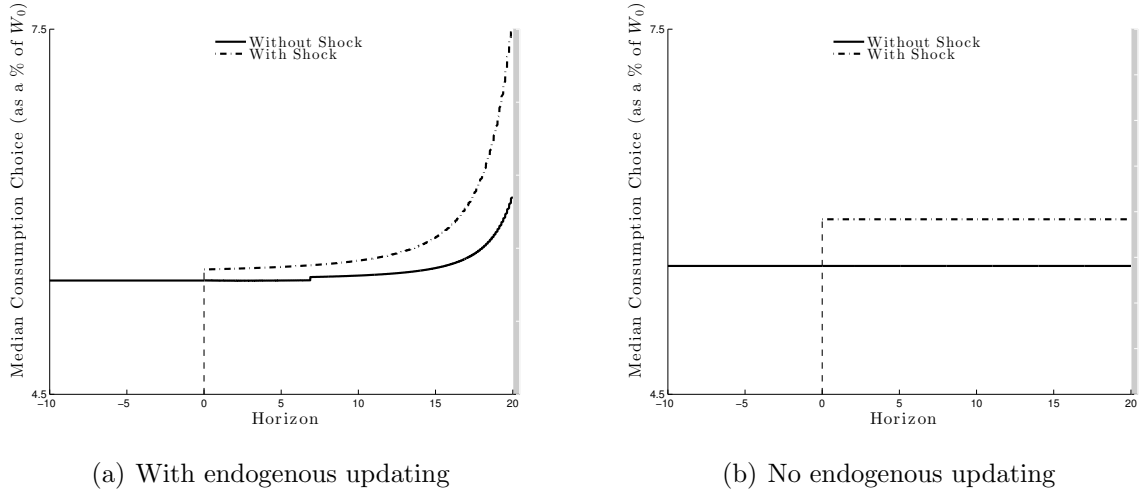 Median Consumption Choice (as a % of W₀)
7.5
4.5
Without Shock
With Shock
−10 −5 0 5 10 15 20
Horizon
(a) With endogenous updating
Median Consumption Choice (as a % of W₀)
7.5
4.5
Without Shock
With Shock
−10 −5 0 5 10 15 20
Horizon
(b) No endogenous updating